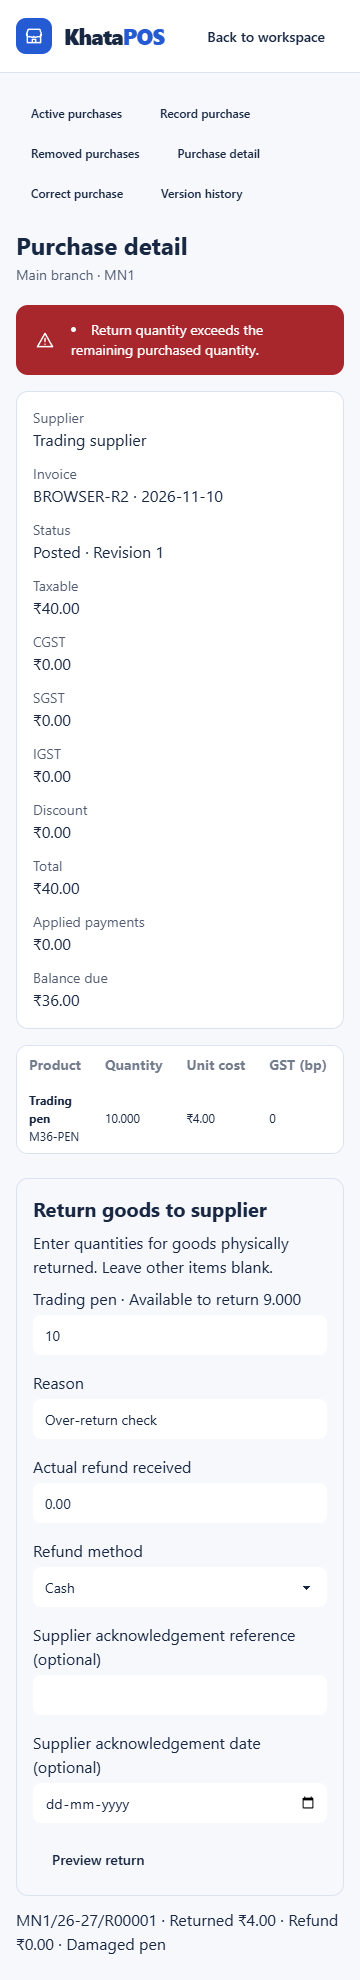 KhataPOS
Back to workspace
Active purchases
Record purchase
Removed purchases
Purchase detail
Correct purchase
Version history
Purchase detail
Main branch · MN1
• Return quantity exceeds the
remaining purchased quantity.
Supplier
Trading supplier
Invoice
BROWSER-R2 · 2026-11-10
Status
Posted · Revision 1
Taxable
₹40.00
CGST
₹0.00
SGST
₹0.00
IGST
₹0.00
Discount
₹0.00
Total
₹40.00
Applied payments
₹0.00
Balance due
₹36.00
Product Quantity Unit cost GST (bp)
Trading
pen
M36-PEN
10.000 ₹4.00 0
Return goods to supplier
Enter quantities for goods physically
returned. Leave other items blank.
Trading pen · Available to return 9.000
10
Reason
Over-return check
Actual refund received
0.00
Refund method
Cash
Supplier acknowledgement reference
(optional)
Supplier acknowledgement date
(optional)
dd-mm-yyyy
Preview return
MN1/26-27/R00001 · Returned ₹4.00 · Refund
₹0.00 · Damaged pen